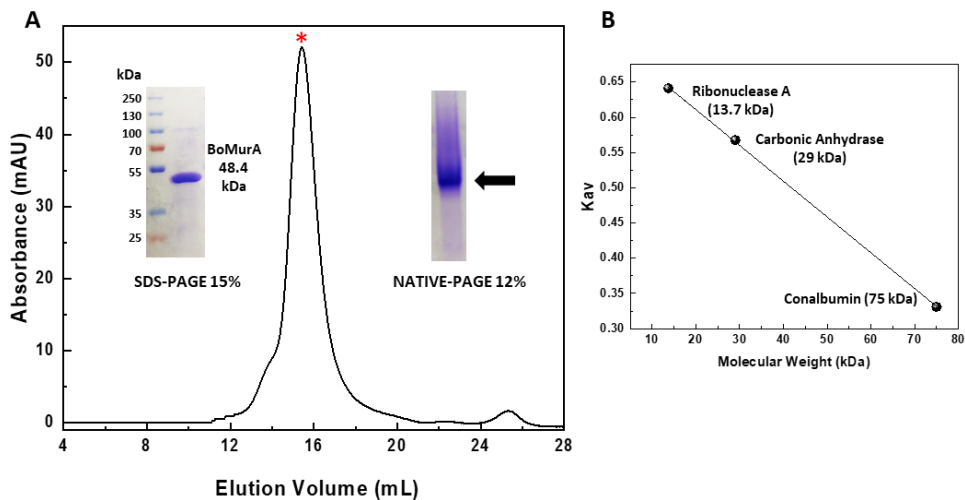 A
Absorbance (mAU)
50
40
30
20
10
0
4
8
12
16
20
24
28
Elution Volume (mL)
*
kDa
250
130
100
70
55
35
25
BoMurA
48.4
kDa
SDS-PAGE 15%
NATIVE-PAGE 12%
B
Kav
0.65
0.60
0.55
0.50
0.45
0.40
0.35
0.30
Ribonuclease A
(13.7 kDa)
Carbonic Anhydrase
(29 kDa)
Conalbumin (75 kDa)
10
20
30
40
50
60
70
80
Molecular Weight (kDa)